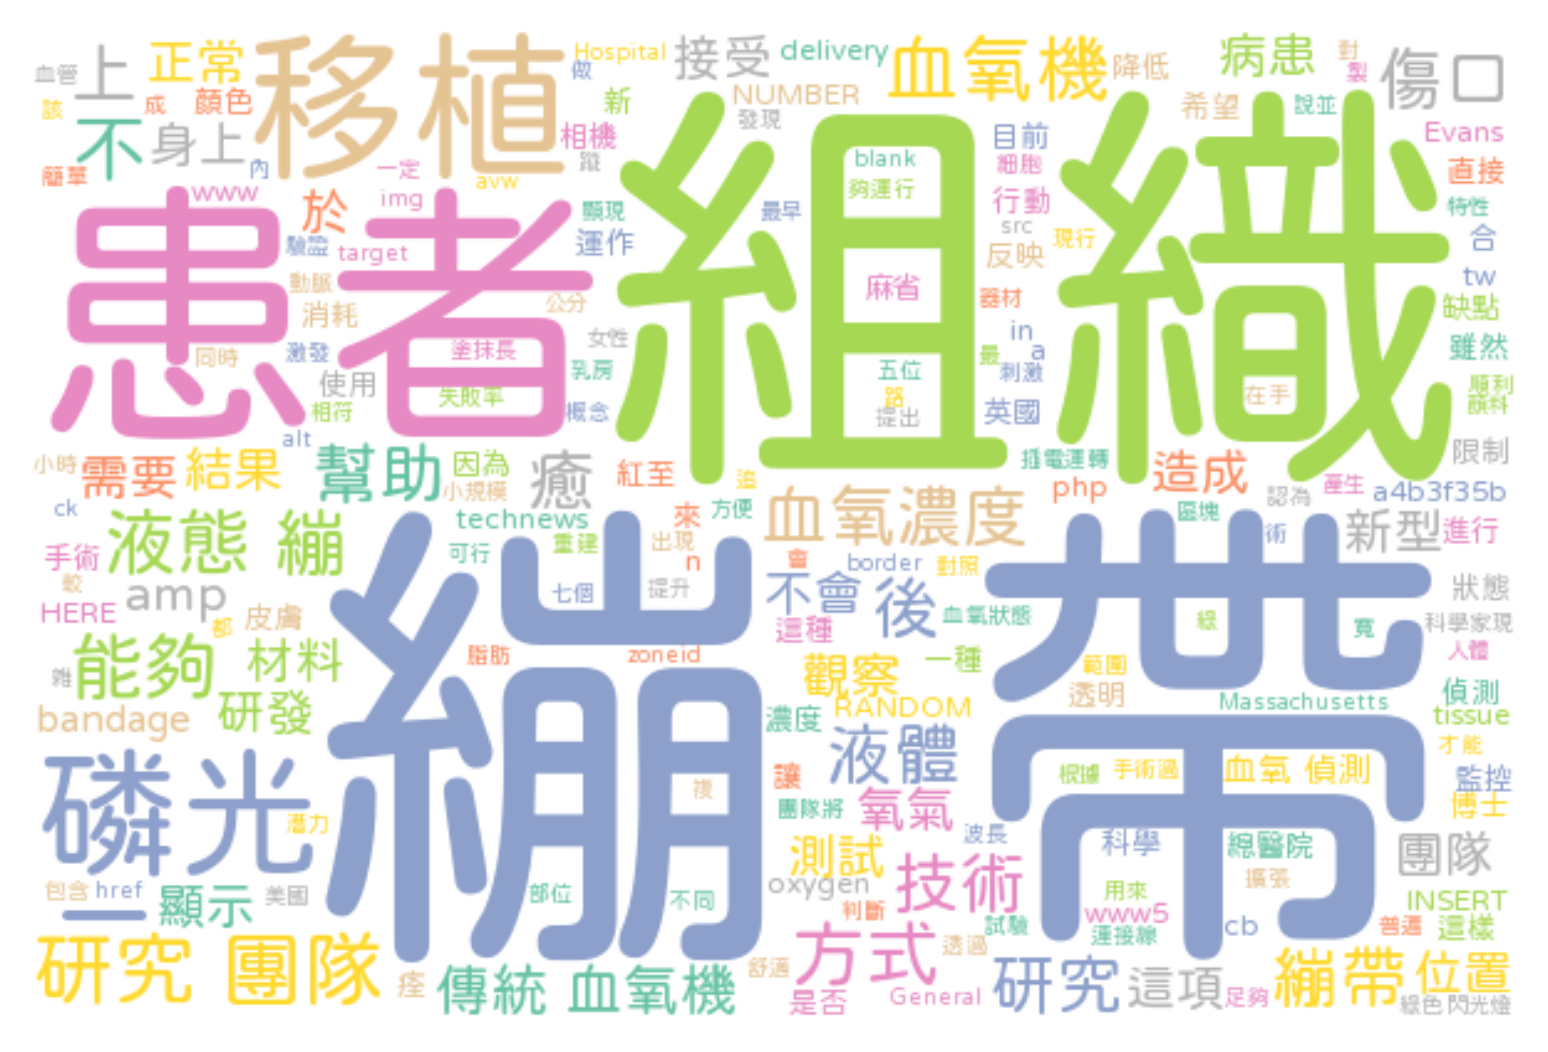 血管 上 正常 移植 Hospital 做 接受 delivery 血氧機 降低 病患 對 製 傷口
該 成 顏色 新 NUMBER 發現 希望 說並 Evans
不 身上 內 相機 蹤 目前 細胞 直接
簡單 一定 avw blank 夠運行 行動 特性
患者 www img 於 顯現 組織 最早 src 現行 合
驗證 target 運作 反映 tw
動脈 消耗 公分 麻省 器材 缺點
同時 激發 塗抹長 女性 in a 最 雖然
使用 乳房 五位 刺激 順利
相符 失敗率 概念 路 提出 英國 在手 顏料
alt 限制
小時 需要 結果 幫助 因為 小規模 癒 紅至 追 插電運轉 造成 php 認為 產生 a4b3f35b
ck 液態 繃 technews 來 方便 血氧濃度 區塊 術 新型 進行
手術 可行 重建 出現 n 會 border 對照
較 amp 七個 提升 不會 後 狀態
HERE 都 皮膚 這種 血氧狀態 綠 寬 科學家現
能夠 材料 脂肪 zoneid 觀察 一種 範圍 人體
雜 繃帶 透明 Massachusetts 偵測
bandage 研發 濃度 RANDOM tissue
磷光 液體 才能
讓 根據 手術過 血氧 偵測 監控
潛力 複 團隊將 氧氣 博士
波長 科學 總醫院 團隊
測試 技術 擴張
包含 href 顯示 美國 部位 不同 oxygen 用來 INSERT
一 判斷 試驗 www5 連接線 cb 普遍 這樣
研究 團隊 痊 傳統 血氧機 舒適 方式 透過 研究 這項 繃帶 位置
是否 General 足夠 綠色 閃光燈